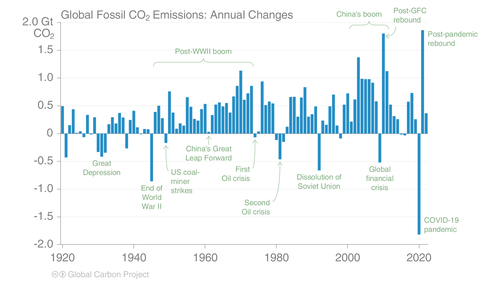 Global Fossil CO₂ Emissions: Annual Changes
2.0 Gt
CO₂
1.5
1.0
0.5
0
-0.5
-1.0
-1.5
-2.0
1920
1940
1960
1980
2000
2020
Great
Depression
End of
World
War II
Post-WWII boom
US coal-
miner
strikes
China's Great
Leap Forward
First
Oil crisis
Second
Oil crisis
Dissolution of
Soviet Union
China's boom
Global
financial
crisis
Post-GFC
rebound
Post-pandemic
rebound
COVID-19
pandemic
Global Carbon Project